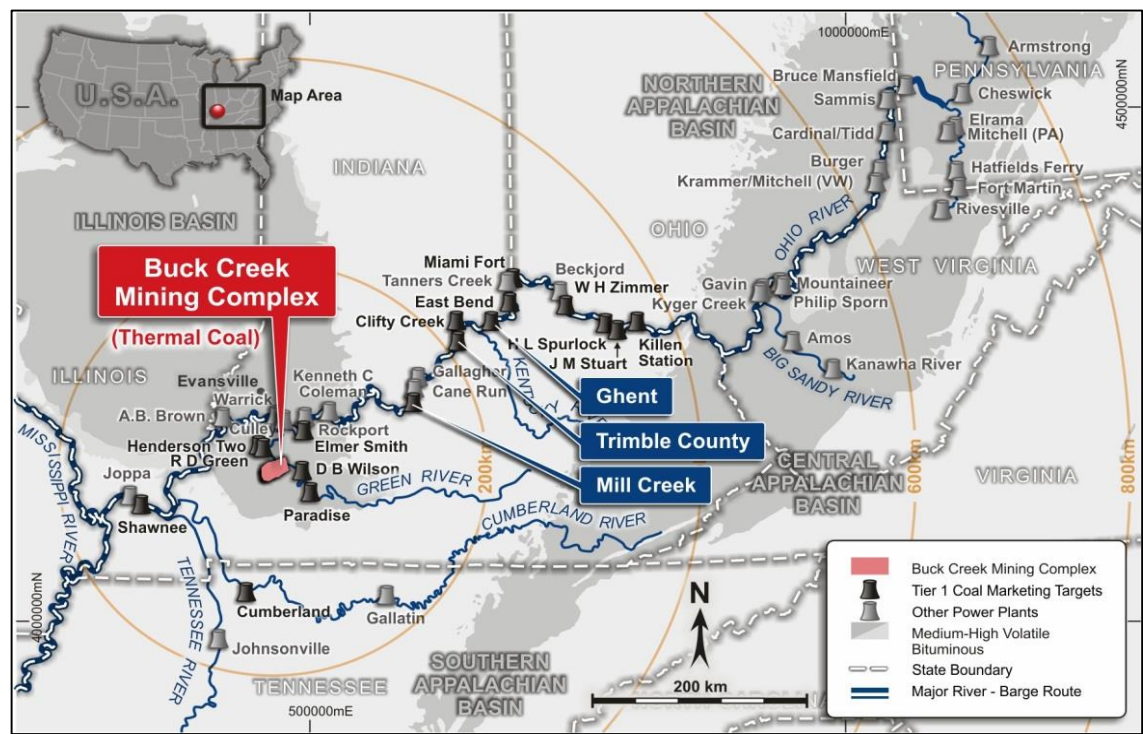 U.S.A.
Map Area
1000000mE
Armstrong
PENNSYLVANIA
Bruce Mansfield
Cheswick
Sammis
4500000mN
Elrama
Cardinal/Tidd
Mitchell (PA)
NORTHERN
APPALACHIAN
BASIN
INDIANA
Burger
Hatfields Ferry
Krammer/Mitchell (VW)
Fort Martin
Rivesville
ILLINOIS BASIN
OHIO
OHIO RIVER
WEST VIRGINIA
Buck Creek
Mining Complex
(Thermal Coal)
Miami Fort
Tanners Creek
Beckjord
W H Zimmer
East Bend
Clifty Creek
Gavin
Mountaineer
Kyger Creek
Philip Sporn
H L Spurlock
J M Stuart
Killen
Station
Amos
Kanawha River
BIG SANDY RIVER
ILLINOIS
Evansville
Warrick
Kenneth C
Coleman
Gallagher
Cane Run
Ghent
A.B. Brown
Culley
Rockport
Elmer Smith
Trimble County
Henderson Two
R D Green
D B Wilson
Mill Creek
MISSISSIPPI RIVER
Joppa
Shawnee
Paradise
GREEN RIVER
200km
CENTRAL
APPALACHIAN
BASIN
600km
VIRGINIA
800km
CUMBERLAND RIVER
TENNESSEE RIVER
4000000mN
Cumberland
Gallatin
Johnsonville
TENNESSEE
500000mE
SOUTHERN
APPALACHIAN
BASIN
N
200 km
Buck Creek Mining Complex
Tier 1 Coal Marketing Targets
Other Power Plants
Medium-High Volatile
Bituminous
State Boundary
Major River - Barge Route